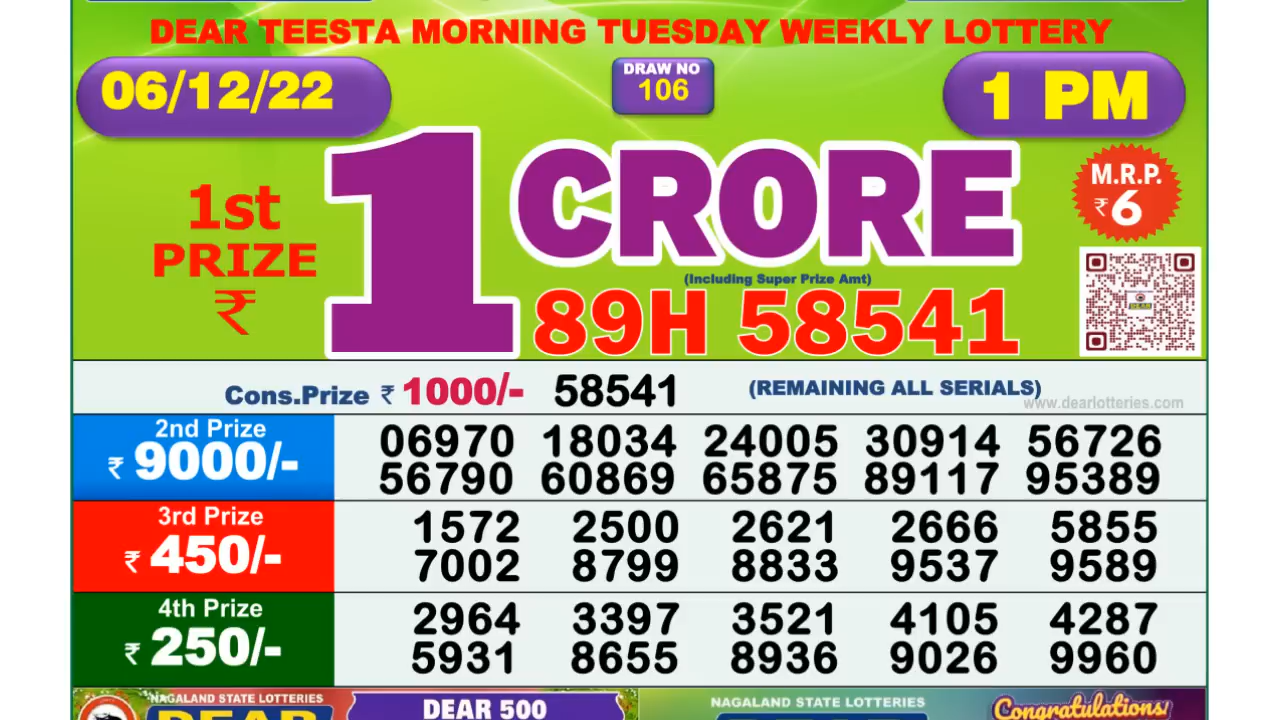 DEAR TEESTA MORNING TUESDAY WEEKLY LOTTERY
06/12/22
DRAW NO
106
1 PM
1st
PRIZE
₹
1 CRORE
M.R.P.
₹6
(Including Super Prize Amt)
89H 58541
Cons.Prize ₹ 1000/- 58541 (REMAINING ALL SERIALS)
www.dearlotteries.com
2nd Prize
₹ 9000/-
06970 18034 24005 30914 56726
56790 60869 65875 89117 95389
3rd Prize
₹ 450/-
1572 2500 2621 2666 5855
7002 8799 8833 9537 9589
4th Prize
₹ 250/-
2964 3397 3521 4105 4287
5931 8655 8936 9026 9960
NAGALAND STATE LOTTERIES
DEAR
DEAR 500
NAGALAND STATE LOTTERIES
Congratulations!